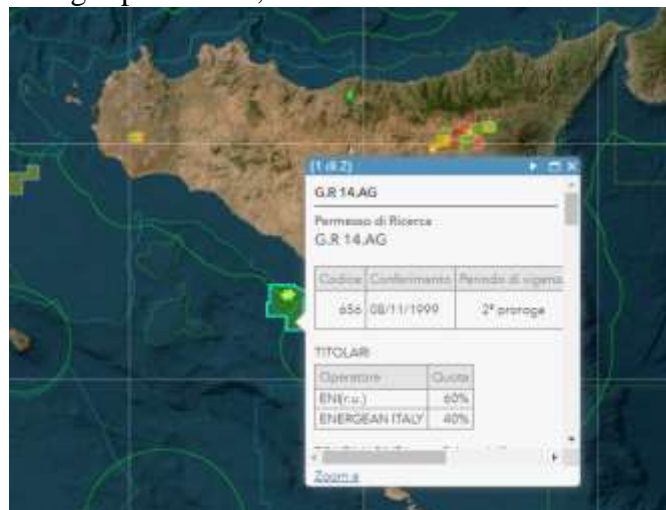 (1 di 2)
G.R 14.AG
Permesso di Ricerca
G.R 14.AG
Codice Conferimento Periodo di vigenza
656 08/11/1999 2ª proroga
TITOLARI
Operatore Quota
ENI(r.u.) 60%
ENERGEAN ITALY 40%
Zoom a